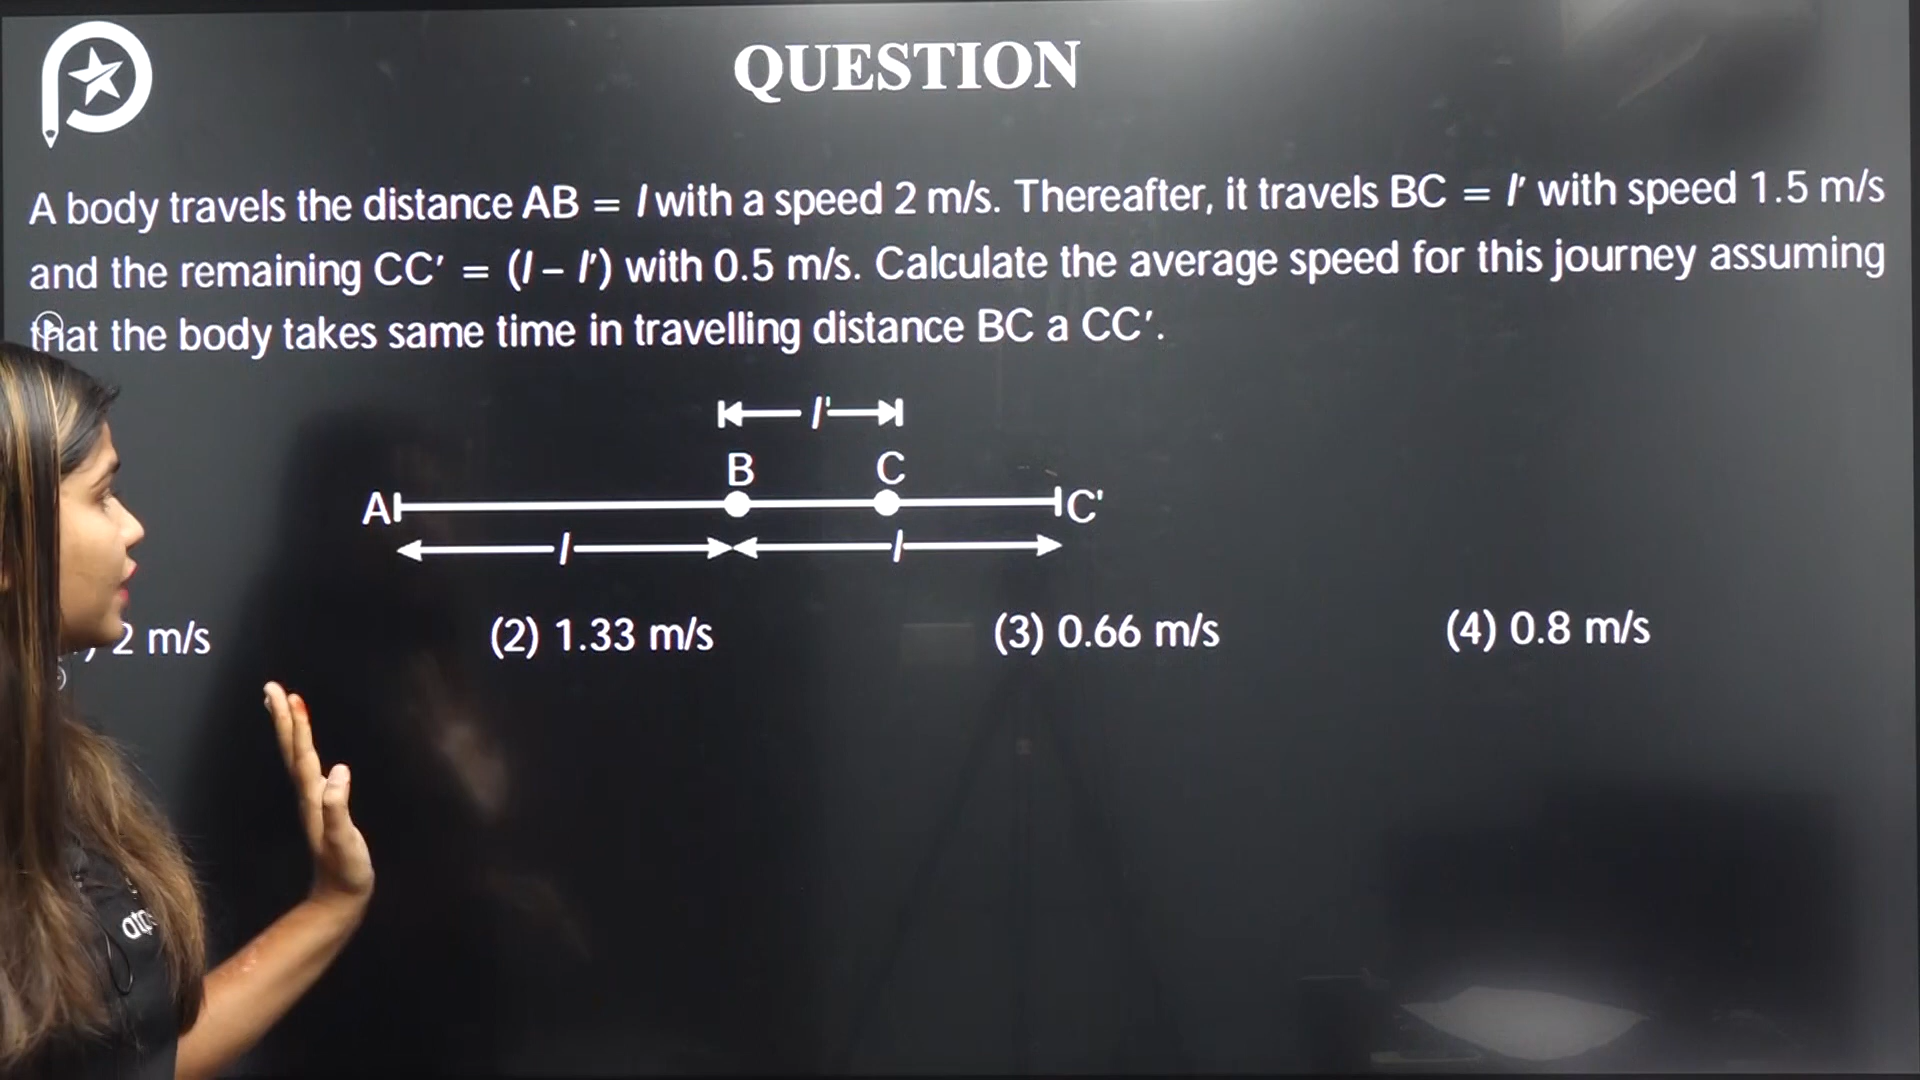 QUESTION
A body travels the distance AB = l with a speed 2 m/s. Thereafter, it travels BC = l' with speed 1.5 m/s
and the remaining CC' = (l – l') with 0.5 m/s. Calculate the average speed for this journey assuming
that the body takes same time in travelling distance BC a CC'.
l'
B C
A C'
l l
) 2 m/s (2) 1.33 m/s (3) 0.66 m/s (4) 0.8 m/s